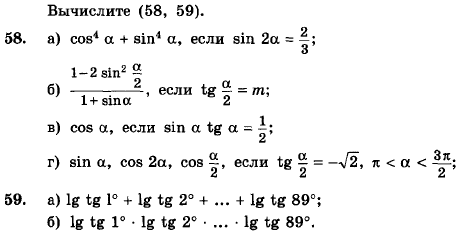 Вычислите (58, 59).
58. а) cos⁴ α + sin⁴ α, если sin 2α = 2/3;
б) (1−2 sin² α/2)/(1+sin α), если tg α/2 = m;
в) cos α, если sin α tg α = 1/2;
г) sin α, cos 2α, cos α/2, если tg α/2 = −√2, π < α < 3π/2;
59. а) lg tg 1° + lg tg 2° + ... + lg tg 89°;
б) lg tg 1° · lg tg 2° · ... · lg tg 89°.